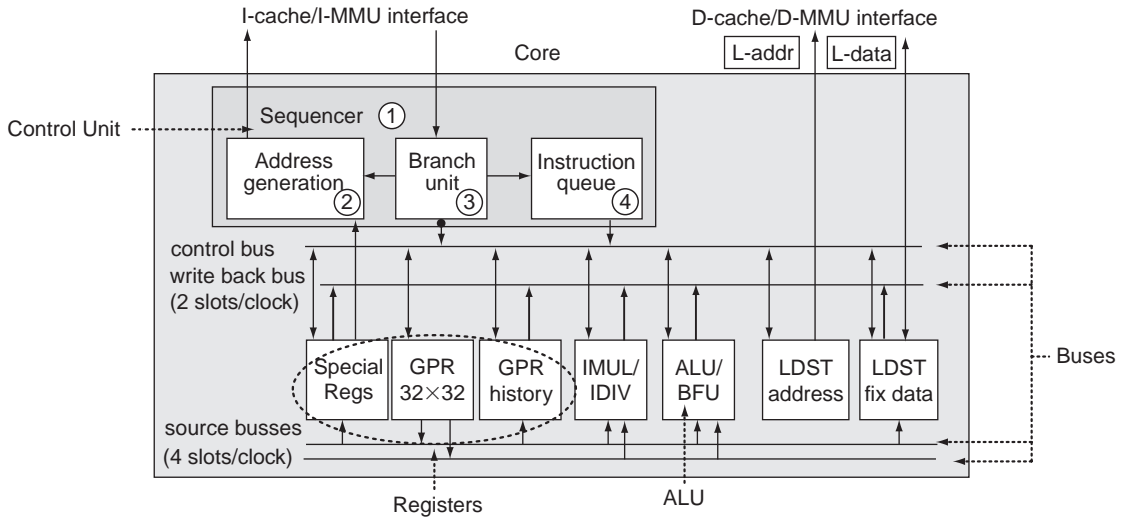 I-cache/I-MMU interface
D-cache/D-MMU interface
Core
L-addr
L-data
Sequencer ①
Control Unit
Address
generation
②
Branch
unit
③
Instruction
queue
④
control bus
write back bus
(2 slots/clock)
Special
Regs
GPR
32×32
GPR
history
IMUL/
IDIV
ALU/
BFU
LDST
address
LDST
fix data
Buses
source busses
(4 slots/clock)
Registers
ALU